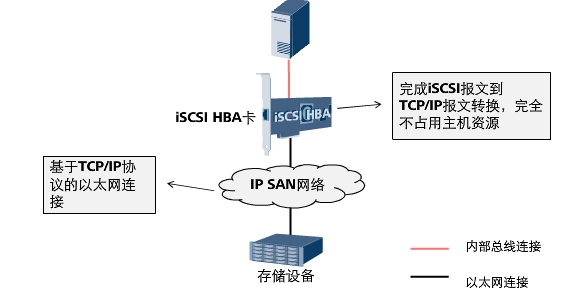 完成iSCSI报文到
TCP/IP报文转换，完全
不占用主机资源
iSCSI HBA卡
iSCSI HBA
基于TCP/IP协
议的以太网连
接
IP SAN网络
存储设备
内部总线连接
以太网连接